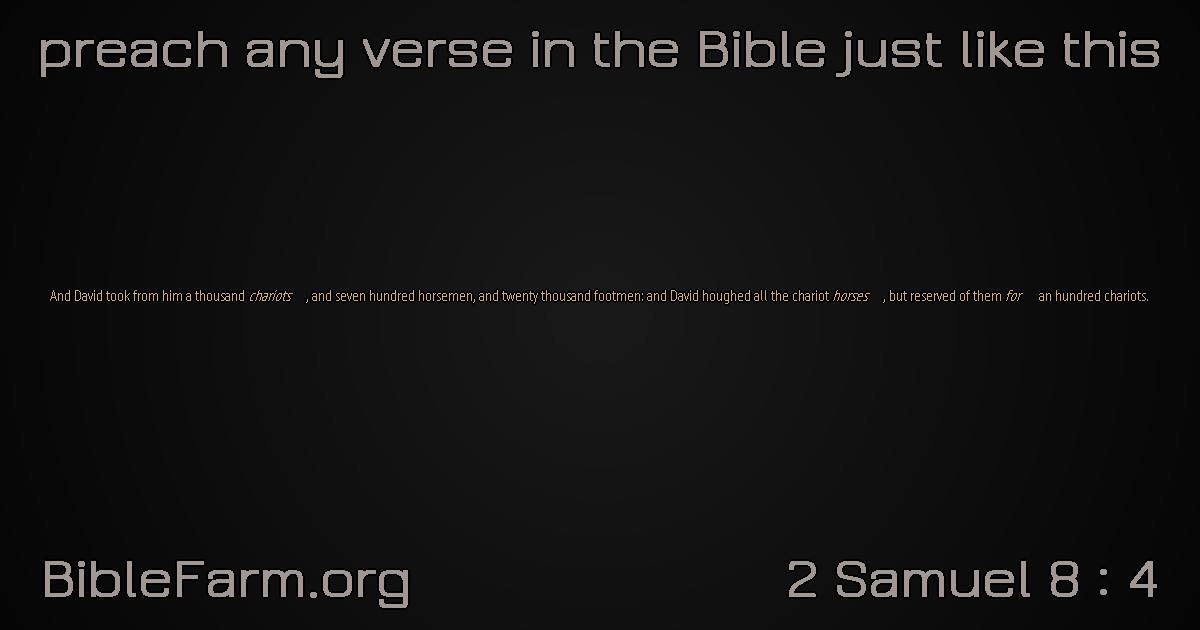 preach any verse in the Bible just like this
And David took from him a thousand chariots , and seven hundred horsemen, and twenty thousand footmen: and David houghed all the chariot horses , but reserved of them for an hundred chariots.
BibleFarm.org
2 Samuel 8 : 4